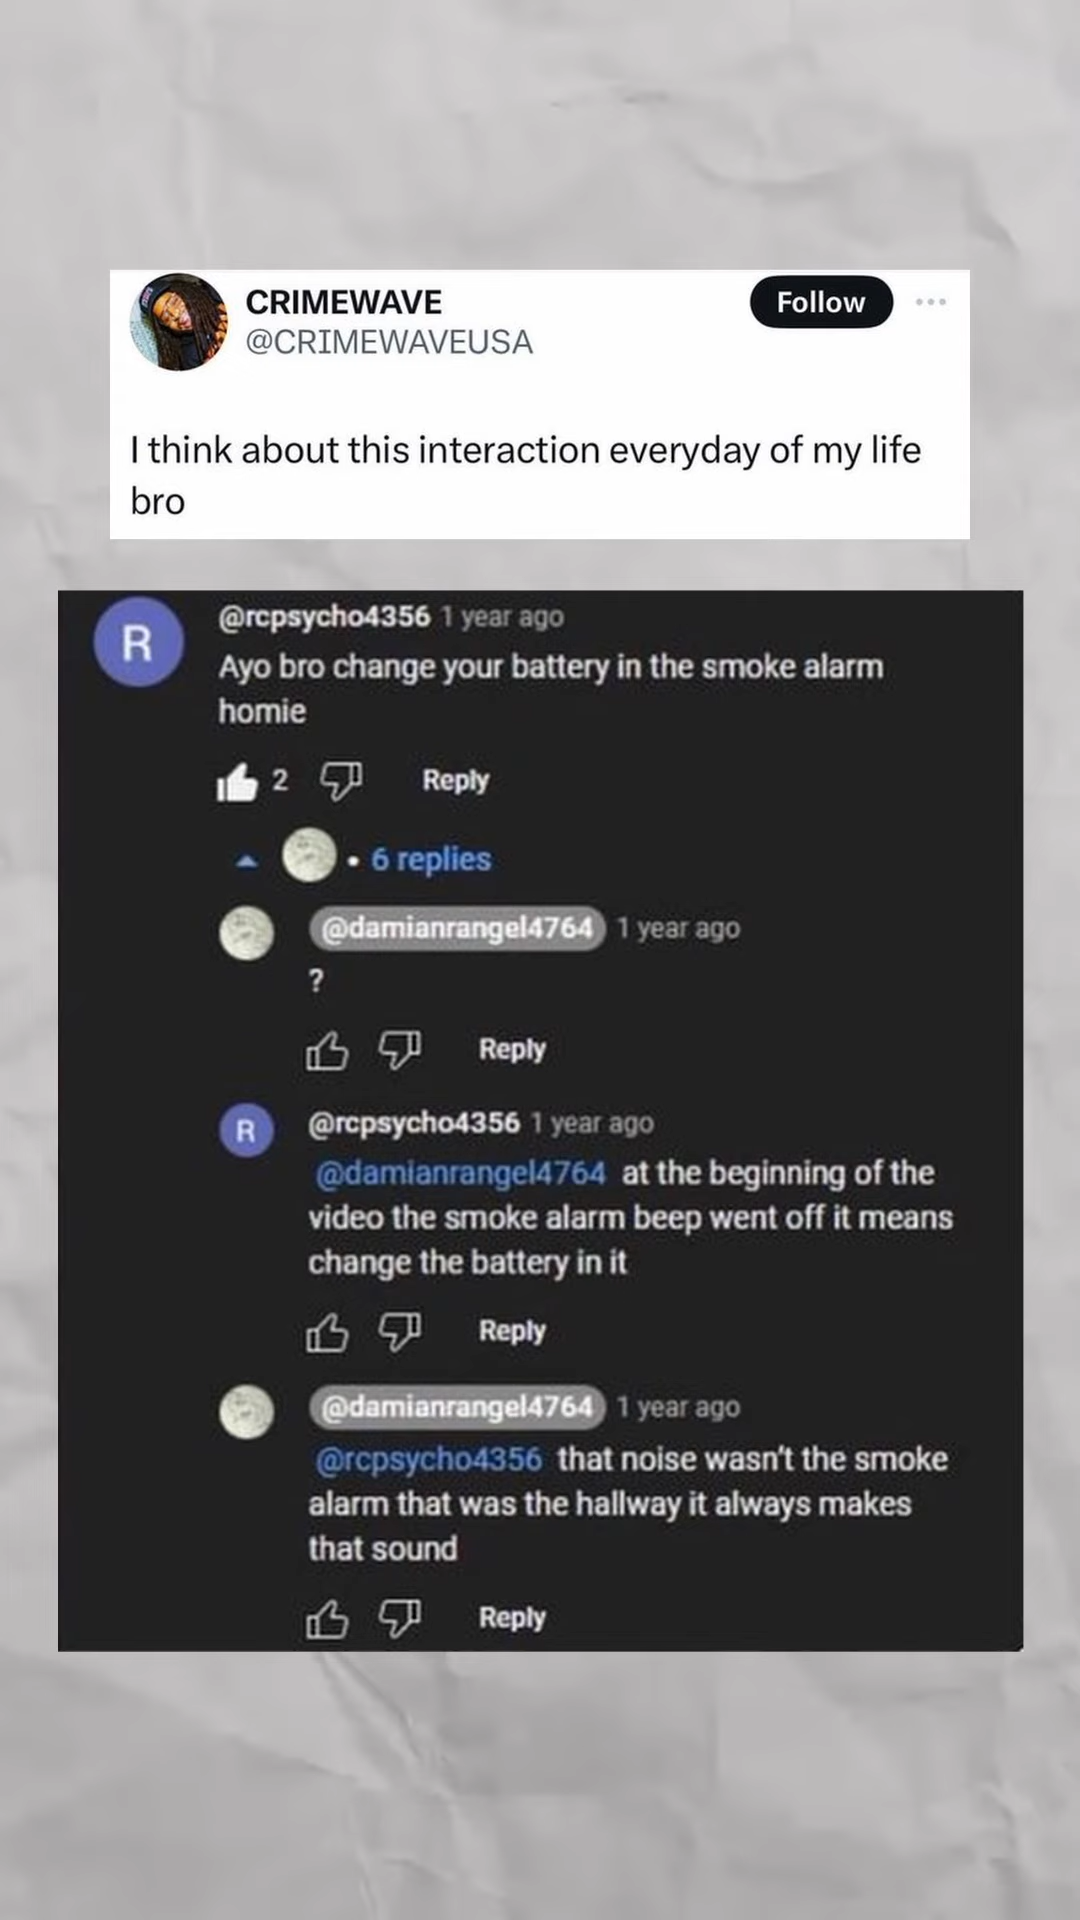 CRIMEWAVE
Follow
@CRIMEWAVEUSA
I think about this interaction everyday of my life
bro
R
@rcpsycho4356 1 year ago
Ayo bro change your battery in the smoke alarm
homie
2
Reply
• 6 replies
@damianrangel4764 1 year ago
?
Reply
R
@rcpsycho4356 1 year ago
@damianrangel4764 at the beginning of the
video the smoke alarm beep went off it means
change the battery in it
Reply
@damianrangel4764 1 year ago
@rcpsycho4356 that noise wasn't the smoke
alarm that was the hallway it always makes
that sound
Reply